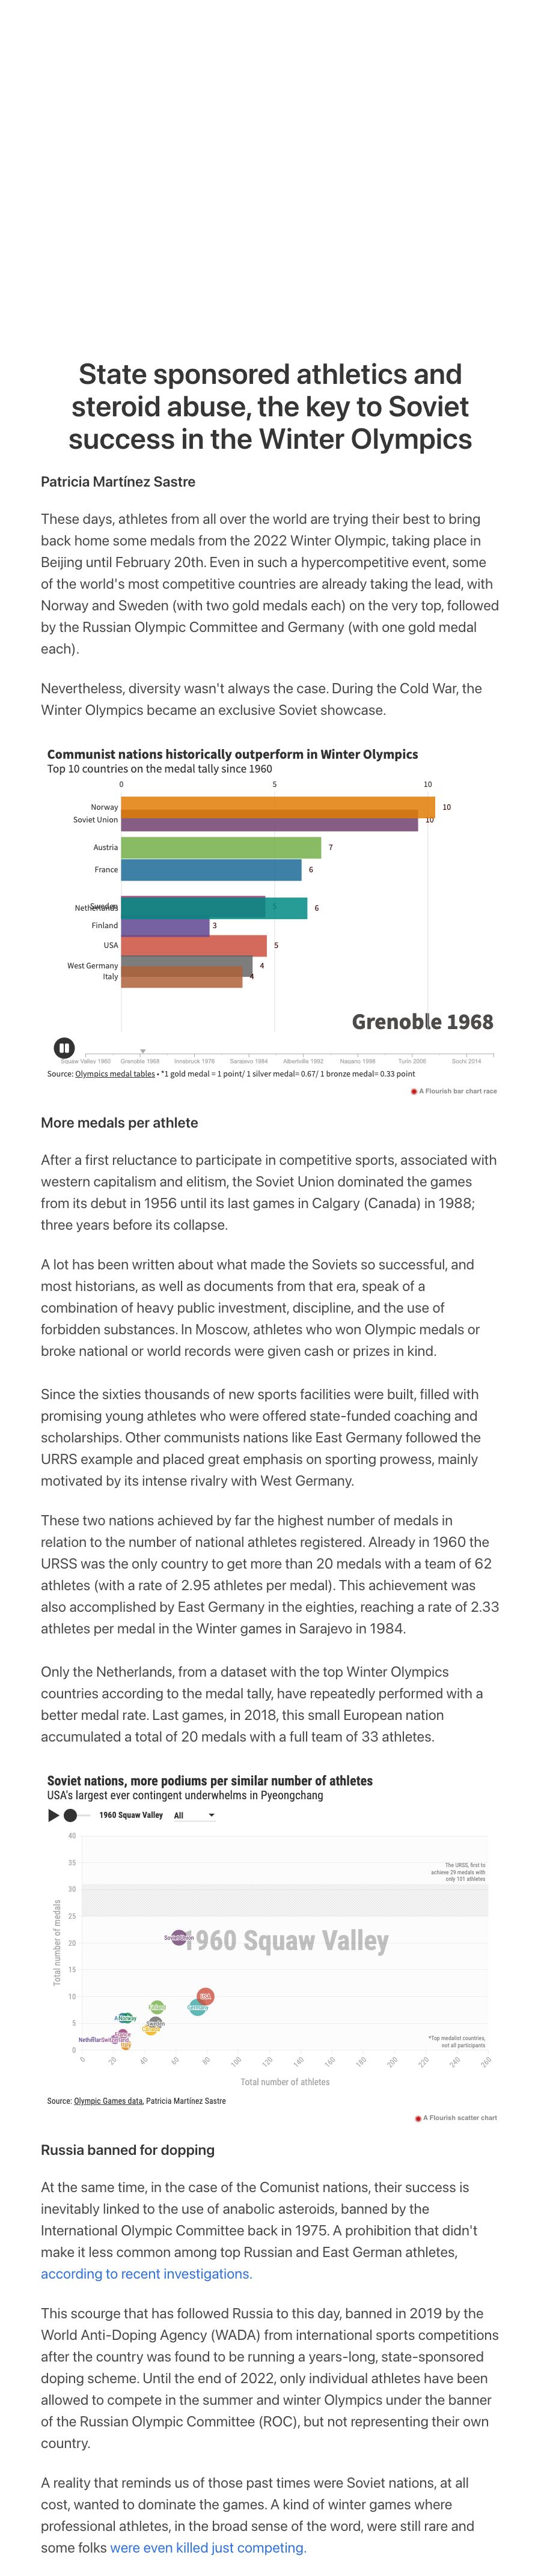 State sponsored athletics and
steroid abuse, the key to Soviet
success in the Winter Olympics
Patricia Martínez Sastre
These days, athletes from all over the world are trying their best to bring
back home some medals from the 2022 Winter Olympic, taking place in
Beijing until February 20th. Even in such a hypercompetitive event, some
of the world's most competitive countries are already taking the lead, with
Norway and Sweden (with two gold medals each) on the very top, followed
by the Russian Olympic Committee and Germany (with one gold medal
each).
Nevertheless, diversity wasn't always the case. During the Cold War, the
Winter Olympics became an exclusive Soviet showcase.
Communist nations historically outperform in Winter Olympics
Top 10 countries on the medal tally since 1960
0 5 10
Norway 10
Soviet Union 10
Austria 7
France 6
Sweden 5
Netherlands 6
Finland 3
USA 5
West Germany 4
Italy 4
Grenoble 1968
Squaw Valley 1960 Grenoble 1968 Innsbruck 1976 Sarajevo 1984 Albertville 1992 Nagano 1998 Turin 2006 Sochi 2014
Source: Olympics medal tables • *1 gold medal = 1 point/ 1 silver medal= 0.67/ 1 bronze medal= 0.33 point
A Flourish bar chart race
More medals per athlete
After a first reluctance to participate in competitive sports, associated with
western capitalism and elitism, the Soviet Union dominated the games
from its debut in 1956 until its last games in Calgary (Canada) in 1988;
three years before its collapse.
A lot has been written about what made the Soviets so successful, and
most historians, as well as documents from that era, speak of a
combination of heavy public investment, discipline, and the use of
forbidden substances. In Moscow, athletes who won Olympic medals or
broke national or world records were given cash or prizes in kind.
Since the sixties thousands of new sports facilities were built, filled with
promising young athletes who were offered state-funded coaching and
scholarships. Other communists nations like East Germany followed the
URRS example and placed great emphasis on sporting prowess, mainly
motivated by its intense rivalry with West Germany.
These two nations achieved by far the highest number of medals in
relation to the number of national athletes registered. Already in 1960 the
URSS was the only country to get more than 20 medals with a team of 62
athletes (with a rate of 2.95 athletes per medal). This achievement was
also accomplished by East Germany in the eighties, reaching a rate of 2.33
athletes per medal in the Winter games in Sarajevo in 1984.
Only the Netherlands, from a dataset with the top Winter Olympics
countries according to the medal tally, have repeatedly performed with a
better medal rate. Last games, in 2018, this small European nation
accumulated a total of 20 medals with a full team of 33 athletes.
Soviet nations, more podiums per similar number of athletes
USA's largest ever contingent underwhelms in Pyeongchang
1960 Squaw Valley All
40
35
The URSS, first to
achieve 29 medals with
only 101 athletes
30
25
Soviet Union
1960 Squaw Valley
20
15
10
USA
Finland
Germany
Norway
5
Sweden
*Top medalist countries,
not all participants
0
Total number of medals
0 20 40 60 80 100 120 140 160 180 200 220 240 260
Total number of athletes
Source: Olympic Games data, Patricia Martínez Sastre
A Flourish scatter chart
Russia banned for dopping
At the same time, in the case of the Comunist nations, their success is
inevitably linked to the use of anabolic asteroids, banned by the
International Olympic Committee back in 1975. A prohibition that didn't
make it less common among top Russian and East German athletes,
according to recent investigations.
This scourge that has followed Russia to this day, banned in 2019 by the
World Anti-Doping Agency (WADA) from international sports competitions
after the country was found to be running a years-long, state-sponsored
doping scheme. Until the end of 2022, only individual athletes have been
allowed to compete in the summer and winter Olympics under the banner
of the Russian Olympic Committee (ROC), but not representing their own
country.
A reality that reminds us of those past times were Soviet nations, at all
cost, wanted to dominate the games. A kind of winter games where
professional athletes, in the broad sense of the word, were still rare and
some folks were even killed just competing.